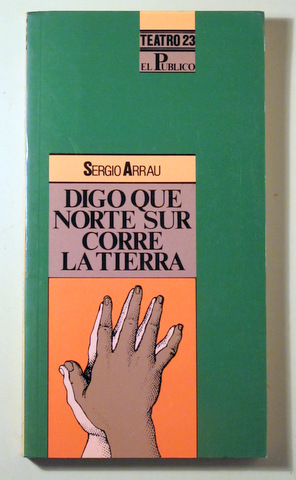 TEATRO 23
EL PÚBLICO
SERGIO ARRAU
DIGO QUE
NORTE SUR
CORRE
LA TIERRA